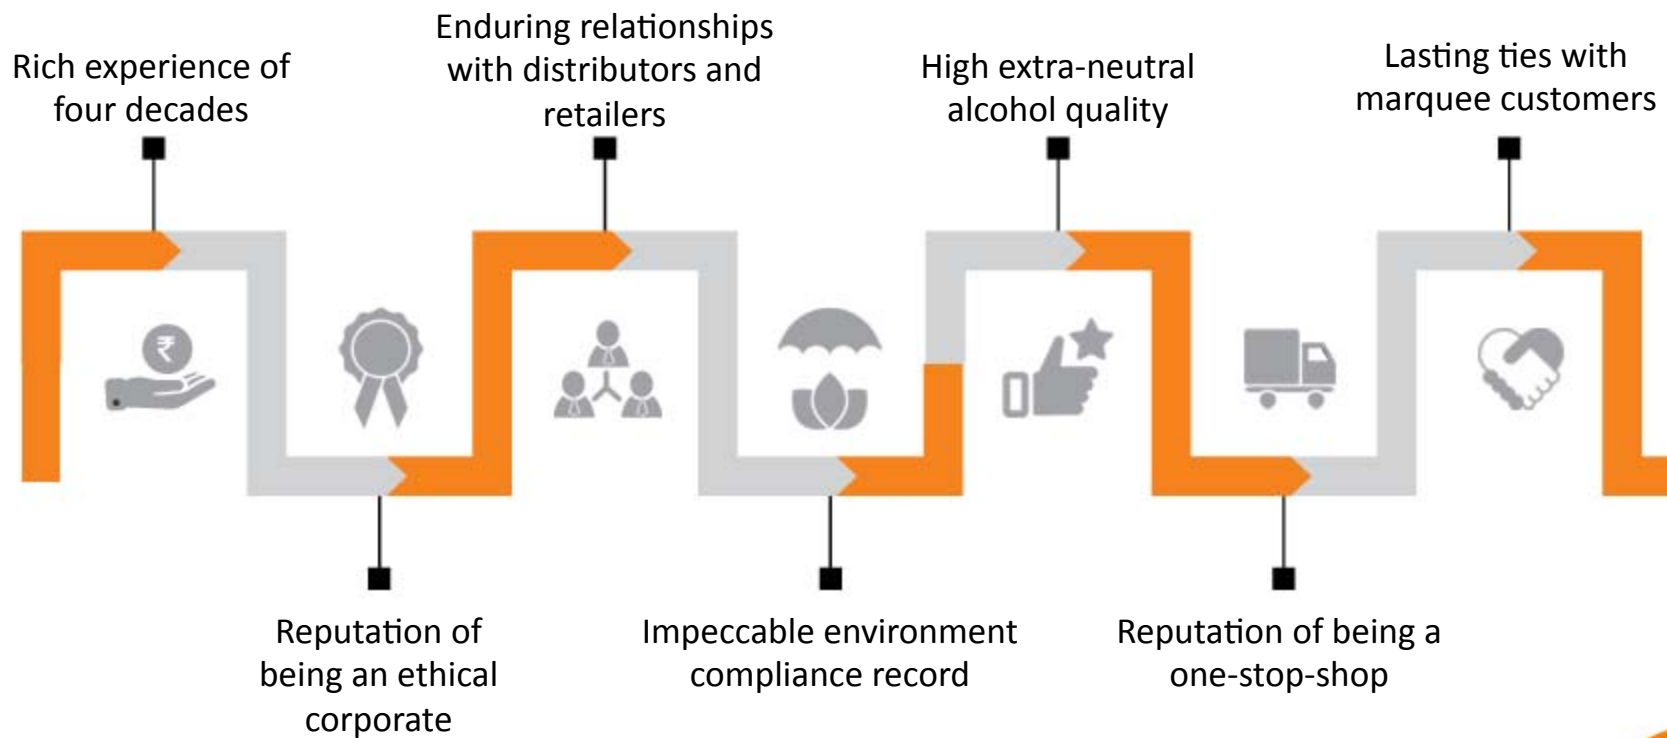 Rich experience of
four decades
Enduring relationships
with distributors and
retailers
High extra-neutral
alcohol quality
Lasting ties with
marquee customers
₹
Reputation of
being an ethical
corporate
Impeccable environment
compliance record
Reputation of being a
one-stop-shop